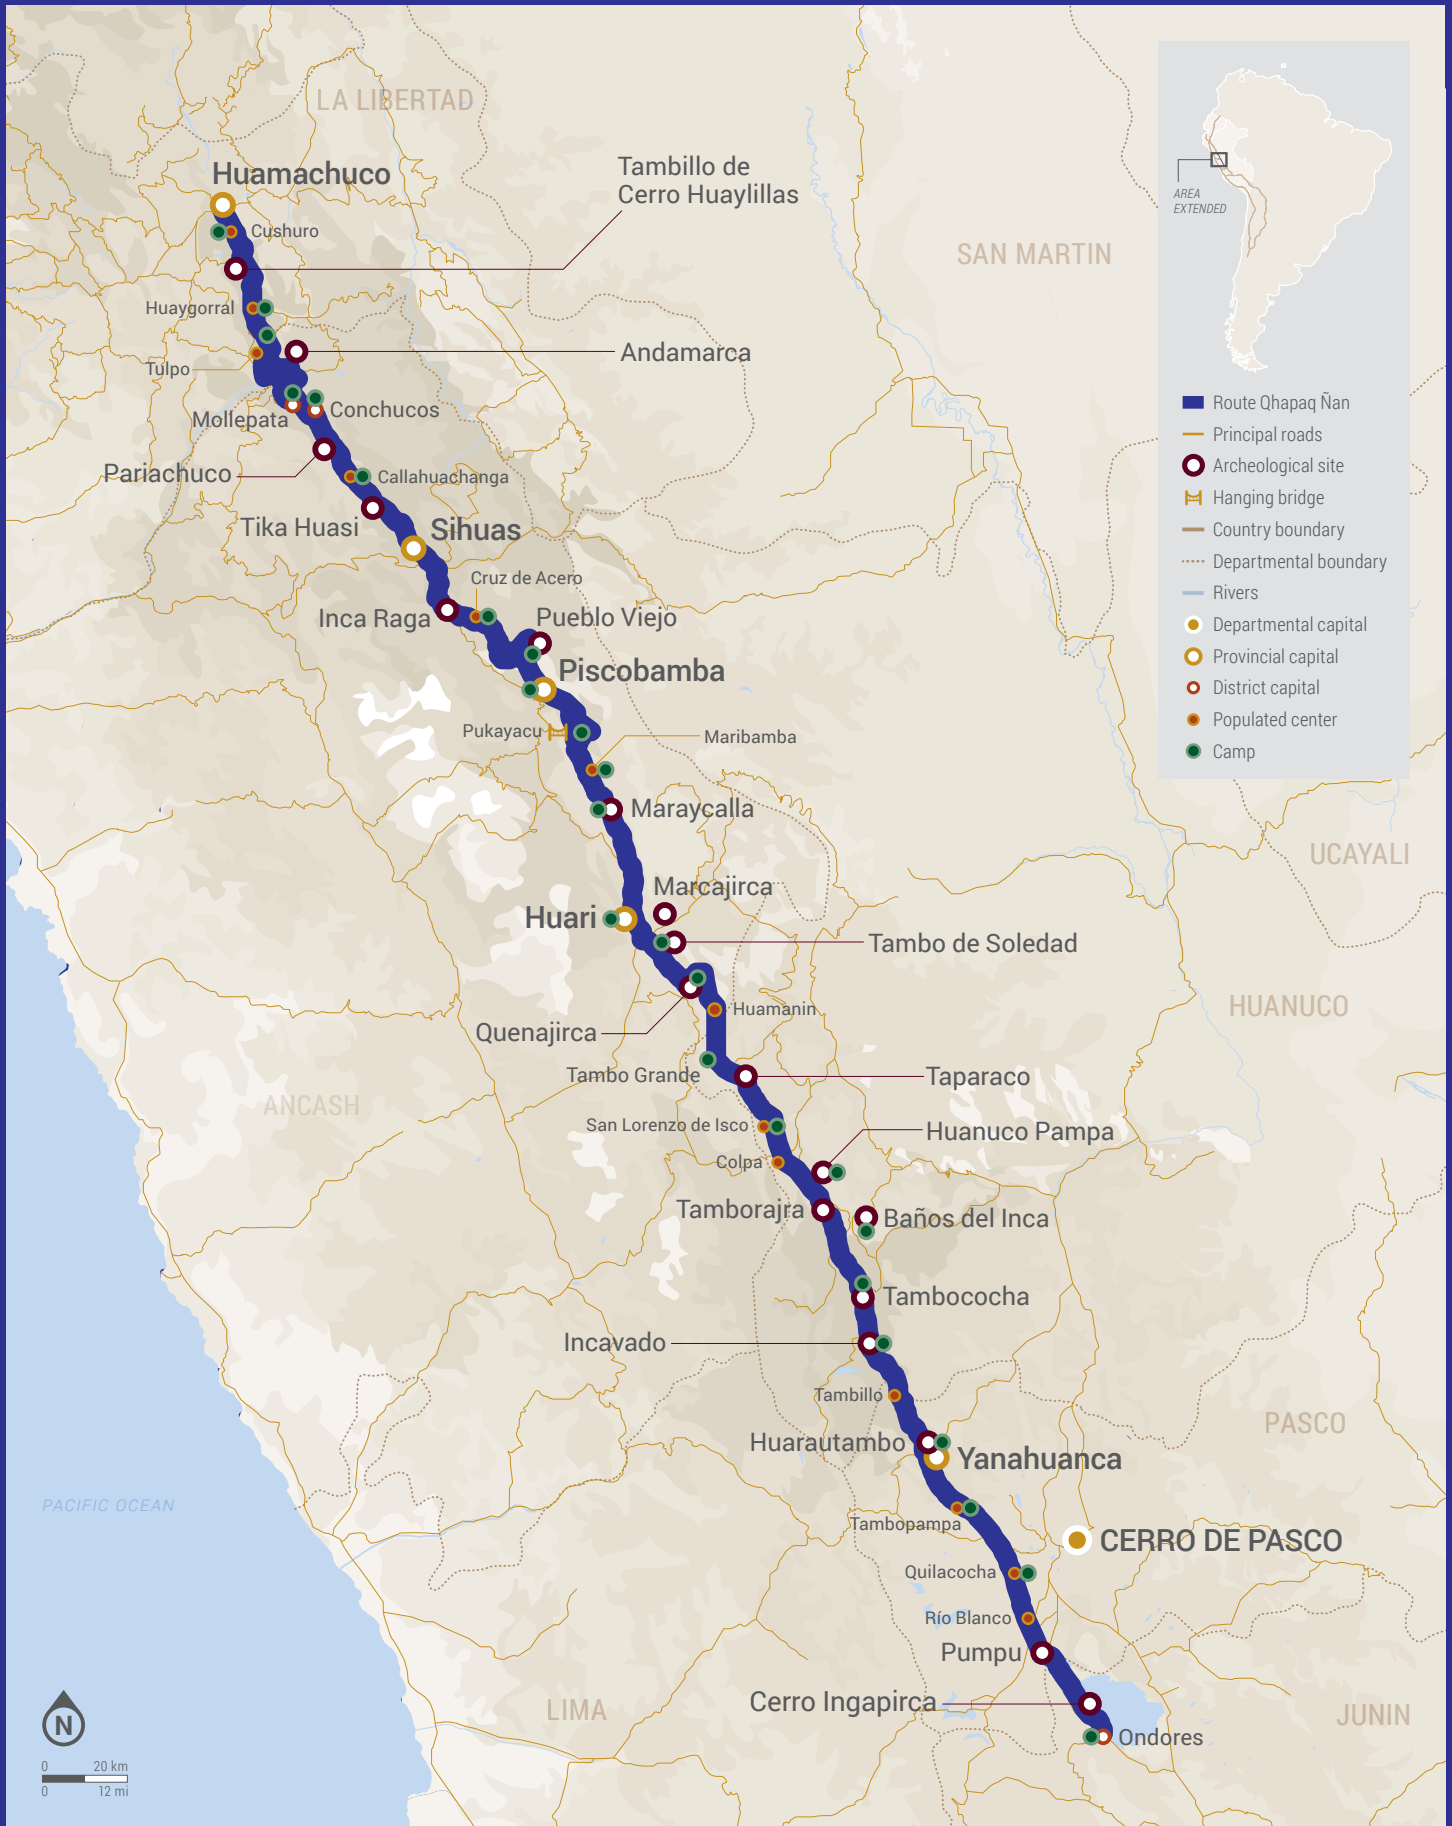 LA LIBERTAD
Huamachuco
Tambillo de
Cerro Huaylillas
Cushuro
SAN MARTIN
AREA
EXTENDED
Huaygorral
Andamarca
Tulpo
Conchucos
Mollepata
Pariachuco
Callahuachanga
Tika Huasi
Sihuas
Cruz de Acero
Inca Raga
Pueblo Viejo
Piscobamba
Pukayacu
Maribamba
Maraycalla
Marcajirca
Huari
Tambo de Soledad
Quenajirca
Huamanin
Tambo Grande
Taparaco
ANCASH
San Lorenzo de Isco
Huanuco Pampa
Colpa
Tamborajra
Baños del Inca
Tambococha
Incavado
Tambillo
Huarautambo
Yanahuanca
PACIFIC OCEAN
Tambopampa
CERRO DE PASCO
Quilacocha
Río Blanco
Pumpu
Cerro Ingapirca
LIMA
Ondores
JUNIN
PASCO
HUANUCO
UCAYALI
Route Qhapaq Ñan
Principal roads
Archeological site
Hanging bridge
Country boundary
Departmental boundary
Rivers
Departmental capital
Provincial capital
District capital
Populated center
Camp
N
0 20 km
0 12 mi